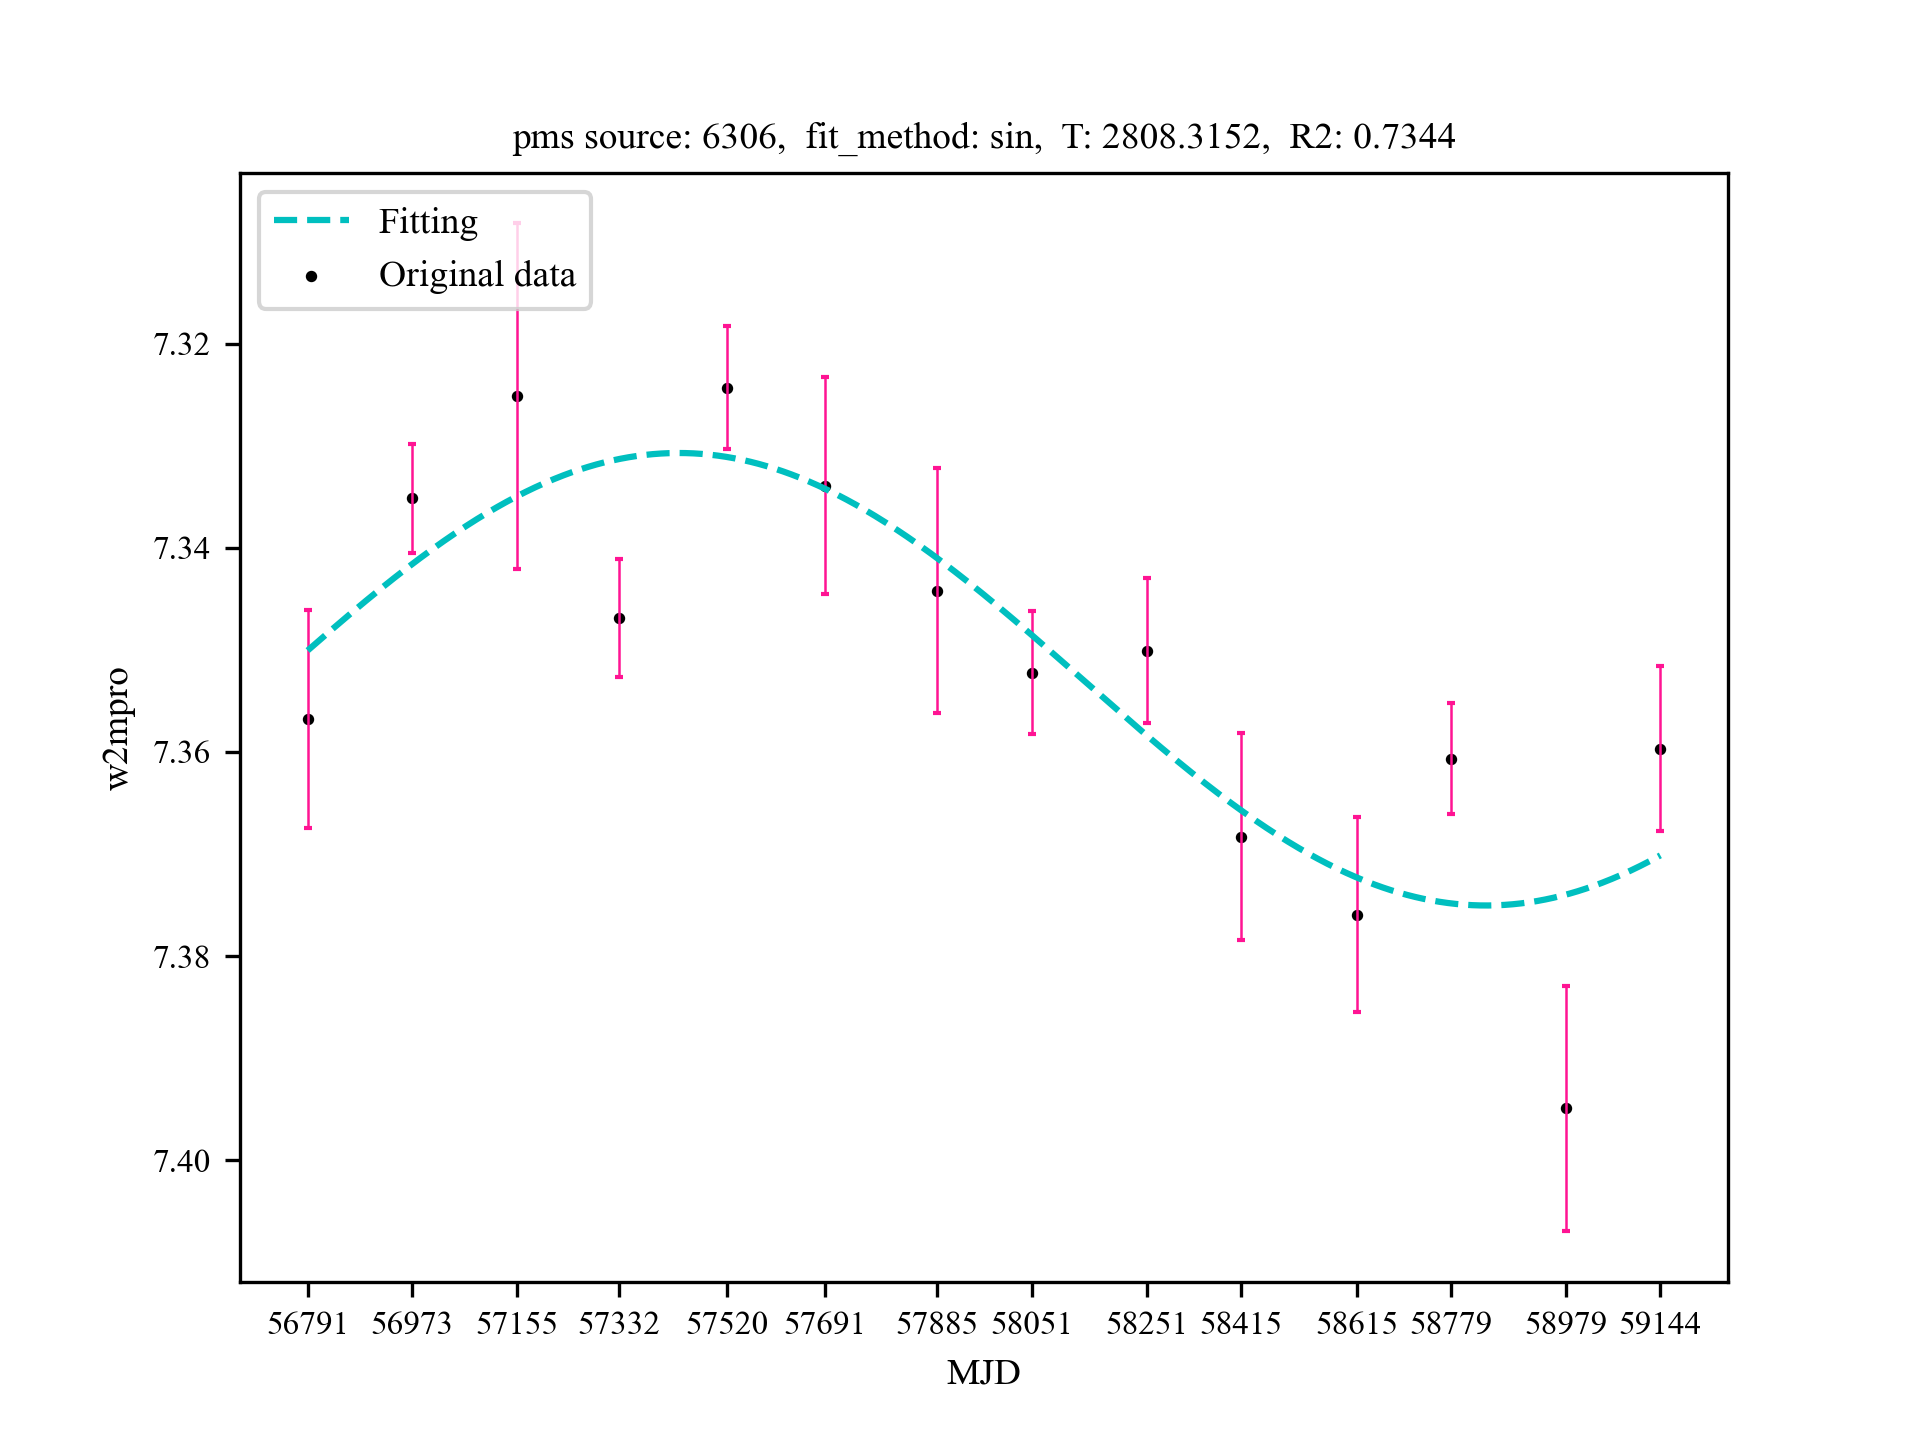 pms source: 6306,  fit_method: sin,  T: 2808.3152,  R2: 0.7344
Fitting
Original data
7.32
7.34
7.36
7.38
7.40
w2mpro
56791 56973 57155 57332 57520 57691 57885 58051 58251 58415 58615 58779 58979 59144
MJD